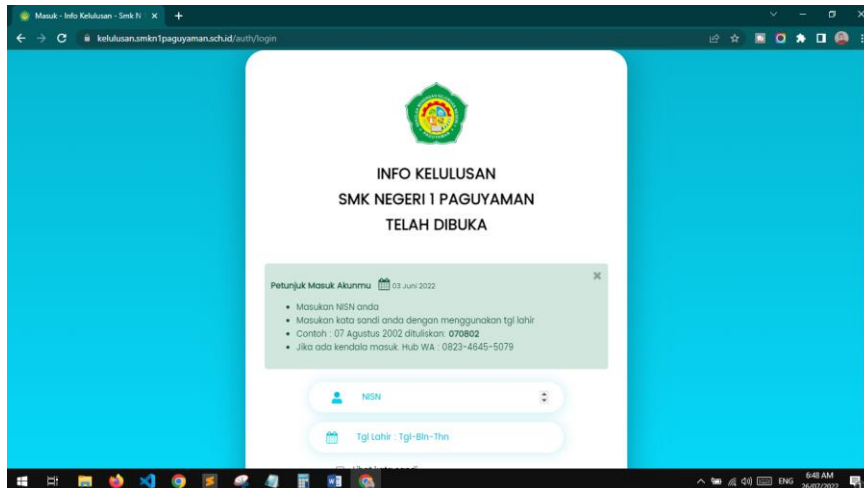 Masuk - Info Kelulusan - Smk N
kelulusan.smkn1paguyaman.sch.id/auth/login
INFO KELULUSAN
SMK NEGERI 1 PAGUYAMAN
TELAH DIBUKA
Petunjuk Masuk Akunmu 03 Juni 2022
Masukan NISN anda
Masukan kata sandi anda dengan menggunakan tgl lahir
Contoh : 07 Agustus 2002 dituliskan: 070802
Jika ada kendala masuk. Hub WA : 0823-4645-5079
NISN
Tgl Lahir : Tgl-Bln-Thn
ENG
6:48 AM
26/07/2022